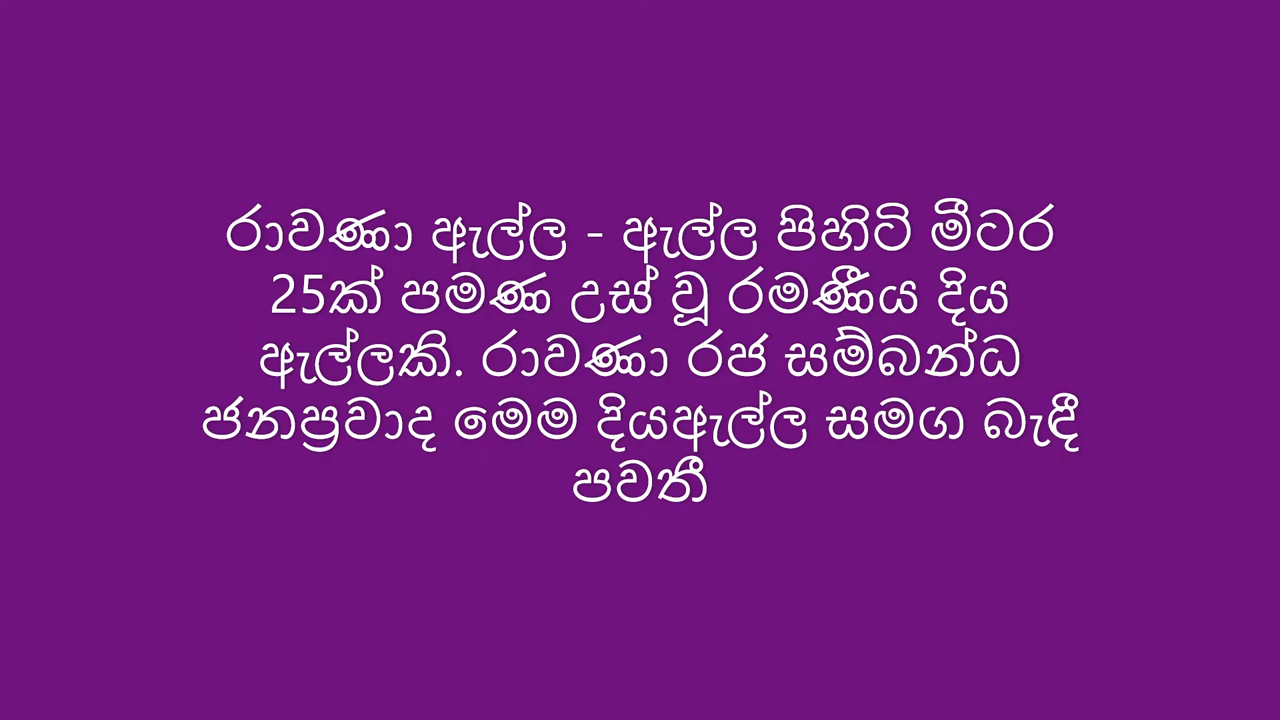 රාවණා ඇල්ල - ඇල්ල පිහිටි මීටර
25ක් පමණ උස් වූ රමණීය දිය
ඇල්ලකි. රාවණා රජ සම්බන්ධ
ජනප්‍රවාද මෙම දියඇල්ල සමග බැඳී
පවතී